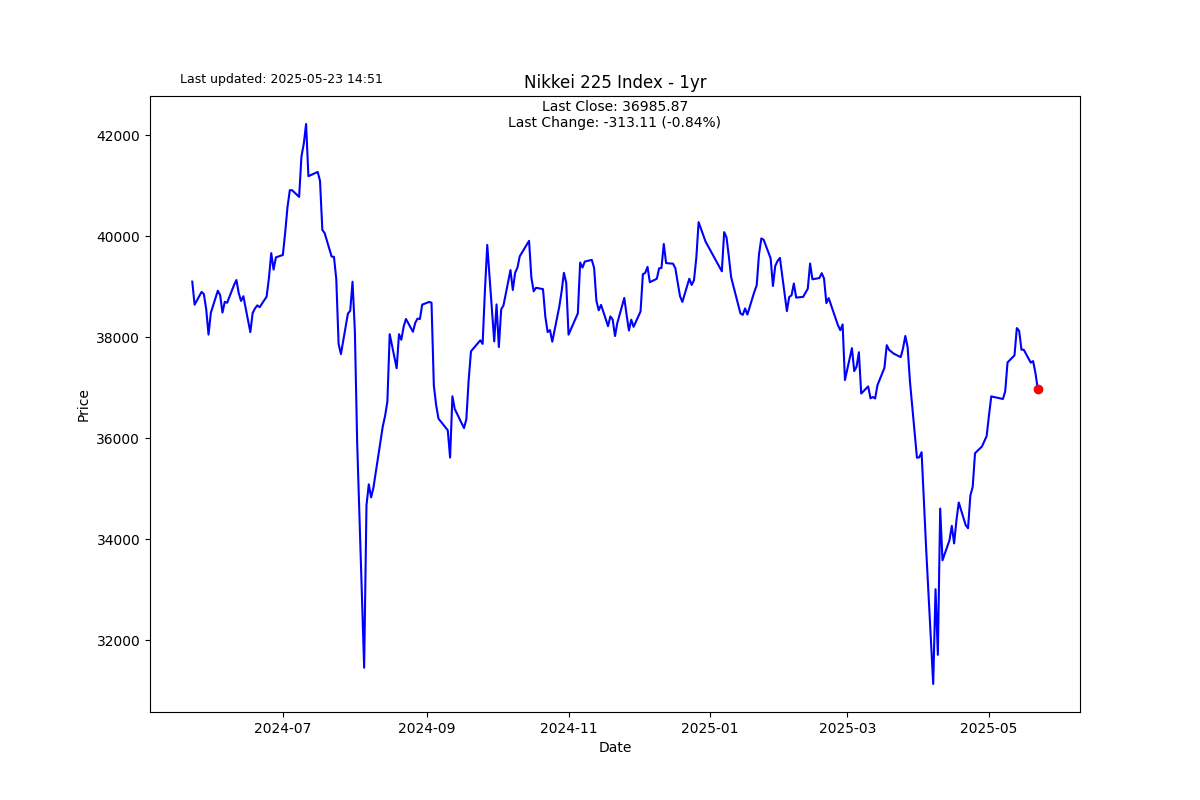 Last updated: 2025-05-23 14:51
Nikkei 225 Index - 1yr
Last Close: 36985.87
Last Change: -313.11 (-0.84%)
42000
40000
38000
36000
34000
32000
Price
2024-07
2024-09
2024-11
2025-01
2025-03
2025-05
Date